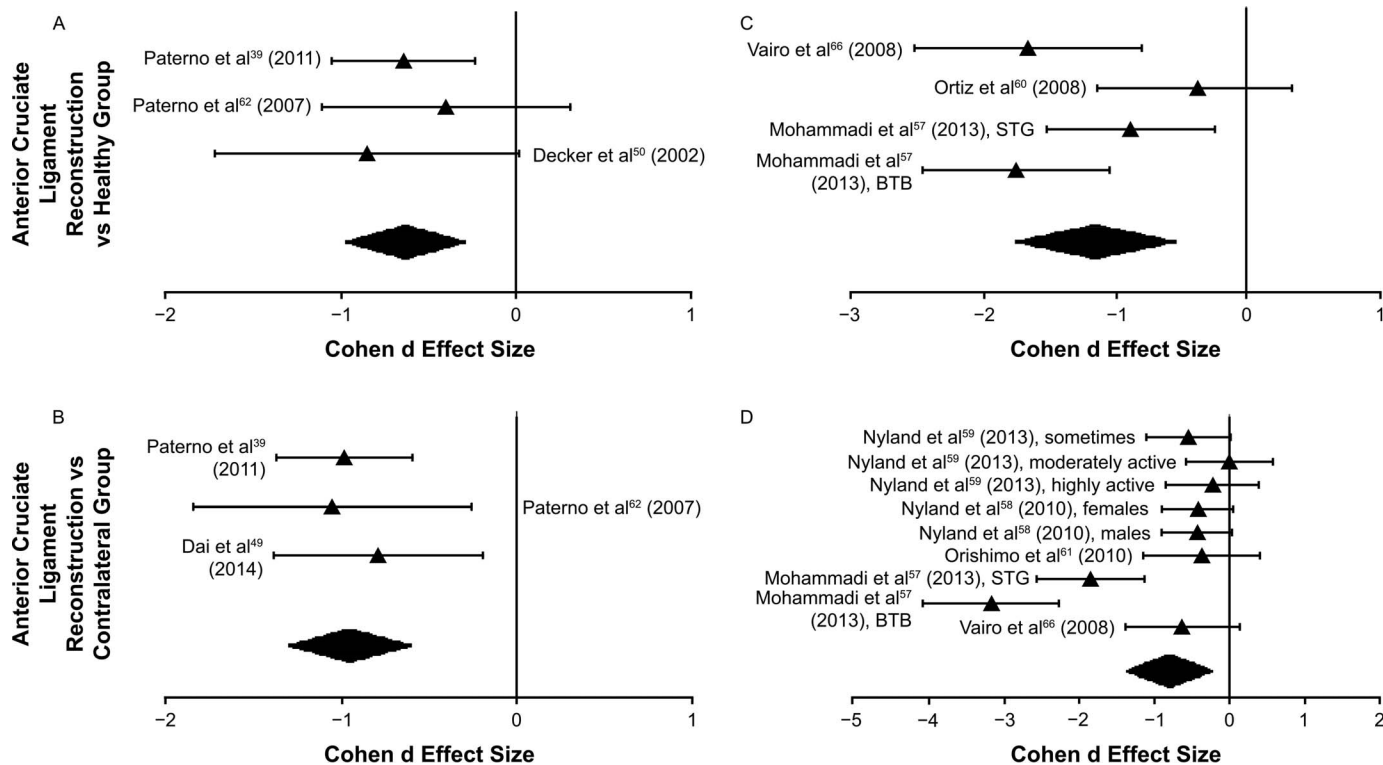 A
Anterior Cruciate
Ligament
Reconstruction
vs Healthy Group
Paterno et al³⁹ (2011)
Paterno et al⁶² (2007)
Decker et al⁵⁰ (2002)
−2 −1 0 1
Cohen d Effect Size
C
Vairo et al⁶⁶ (2008)
Ortiz et al⁶⁰ (2008)
Mohammadi et al⁵⁷ (2013), STG
Mohammadi et al⁵⁷
(2013), BTB
−3 −2 −1 0 1
Cohen d Effect Size
B
Anterior Cruciate
Ligament
Reconstruction vs
Contralateral Group
Paterno et al³⁹
(2011)
Paterno et al⁶² (2007)
Dai et al⁴⁹
(2014)
−2 −1 0 1
Cohen d Effect Size
D
Nyland et al⁵⁹ (2013), sometimes
Nyland et al⁵⁹ (2013), moderately active
Nyland et al⁵⁹ (2013), highly active
Nyland et al⁵⁸ (2010), females
Nyland et al⁵⁸ (2010), males
Orishimo et al⁶¹ (2010)
Mohammadi et al⁵⁷ (2013), STG
Mohammadi et al⁵⁷
(2013), BTB
Vairo et al⁶⁶ (2008)
−5 −4 −3 −2 −1 0 1 2
Cohen d Effect Size